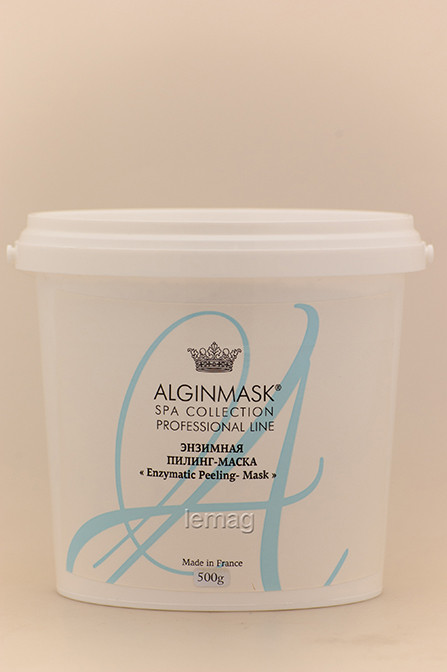 ALGINMASK®
SPA COLLECTION
PROFESSIONAL LINE
ЭНЗИМНАЯ
ПИЛИНГ-МАСКА
« Enzymatic Peeling- Mask »
lemag
Made in France
500g